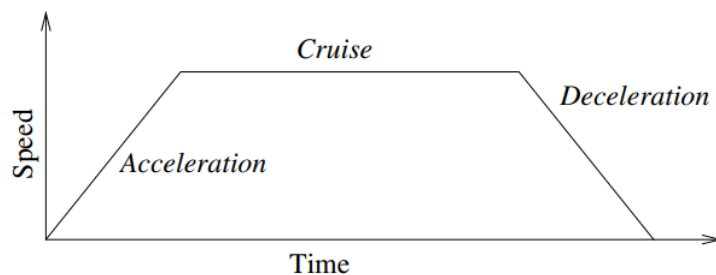 Cruise
Deceleration
Speed
Acceleration
Time